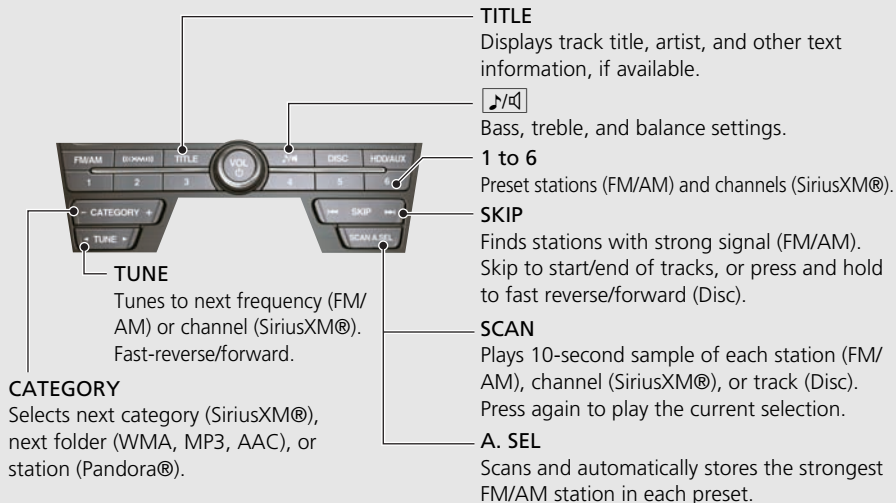 TITLE
Displays track title, artist, and other text
information, if available.
Bass, treble, and balance settings.
1 to 6
Preset stations (FM/AM) and channels (SiriusXM®).
SKIP
Finds stations with strong signal (FM/AM).
Skip to start/end of tracks, or press and hold
to fast reverse/forward (Disc).
SCAN
Plays 10-second sample of each station (FM/
AM), channel (SiriusXM®), or track (Disc).
Press again to play the current selection.
A. SEL
Scans and automatically stores the strongest
FM/AM station in each preset.
FM/AM TITLE VOL DISC HDD/AUX
1 2 3 4 5 6
- CATEGORY + SKIP
TUNE SCAN A.SEL
TUNE
Tunes to next frequency (FM/
AM) or channel (SiriusXM®).
Fast-reverse/forward.
CATEGORY
Selects next category (SiriusXM®),
next folder (WMA, MP3, AAC), or
station (Pandora®).